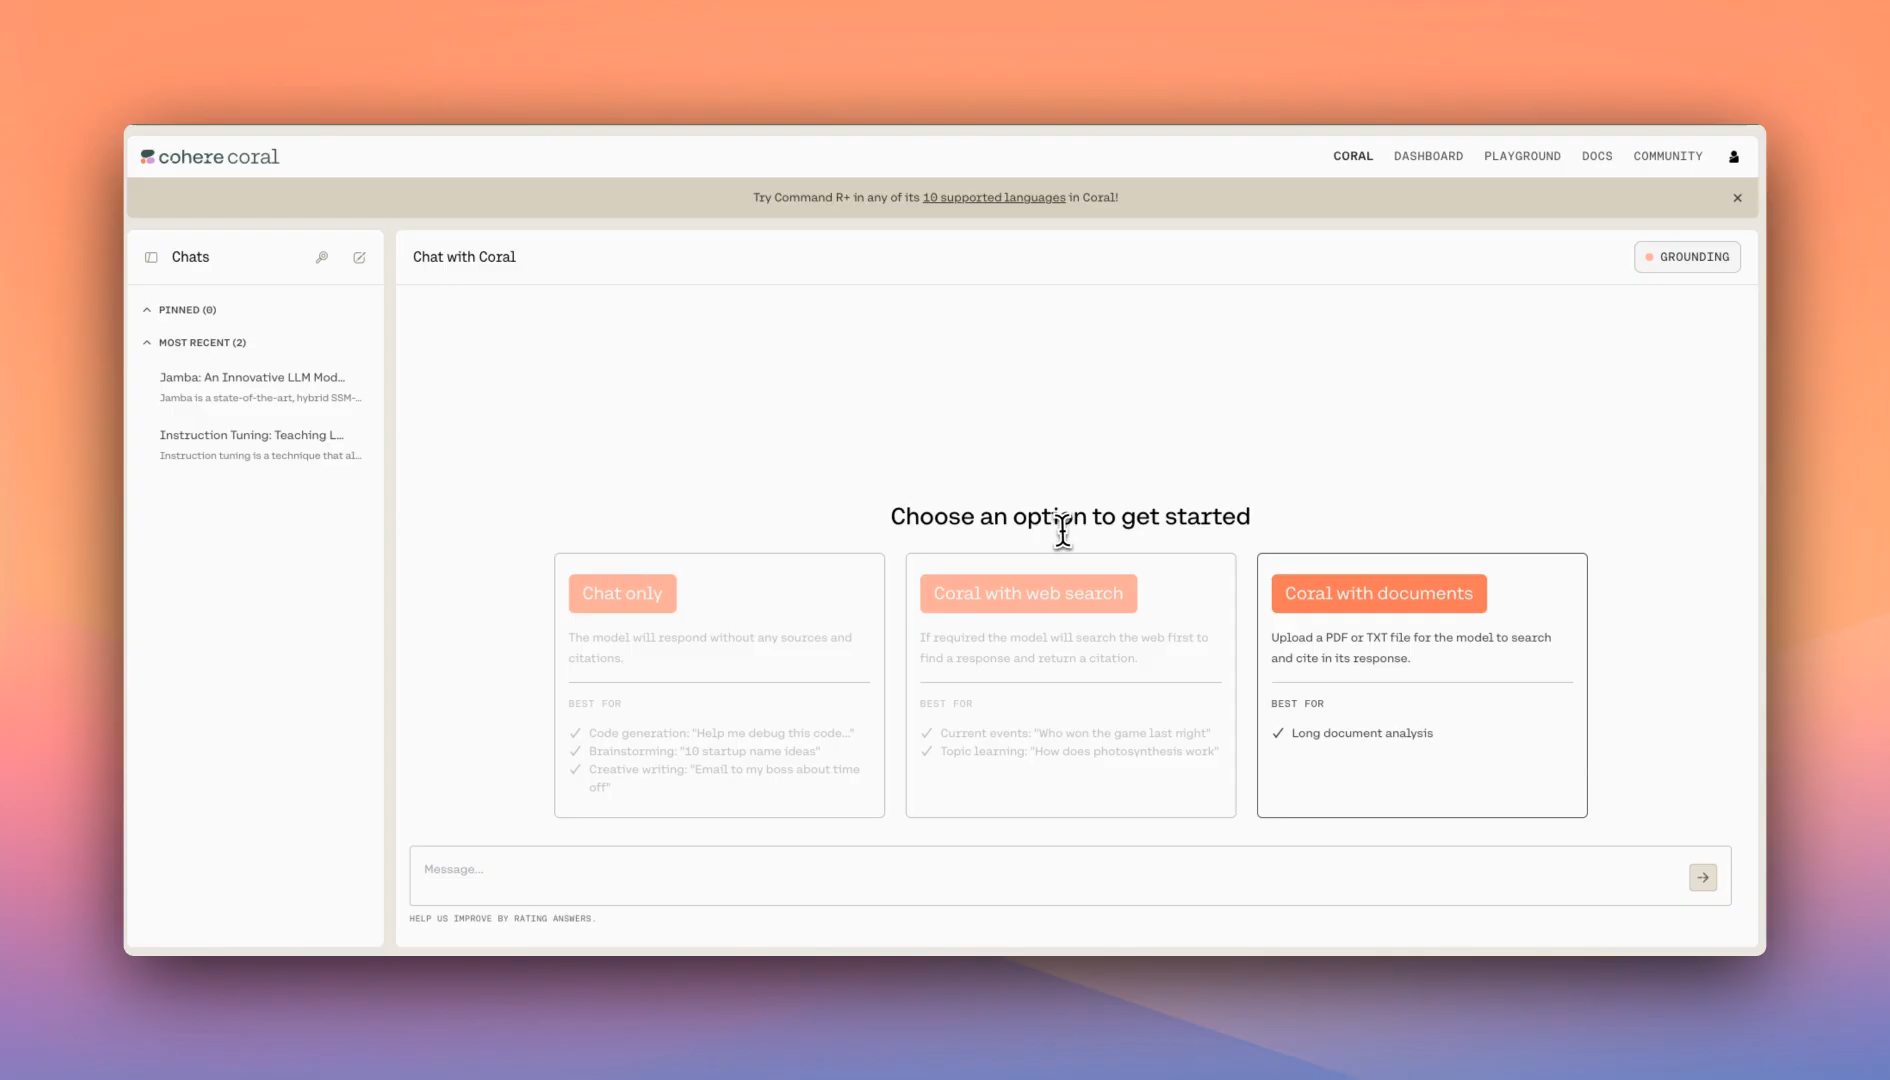 cohere coral
CORAL DASHBOARD PLAYGROUND DOCS COMMUNITY
Try Command R+ in any of its 10 supported languages in Coral!
Chats
PINNED (0)
MOST RECENT (2)
Jamba: An Innovative LLM Mod...
Jamba is a state-of-the-art, hybrid SSM-...
Instruction Tuning: Teaching L...
Instruction tuning is a technique that al...
Chat with Coral
GROUNDING
Choose an option to get started
Chat only
The model will respond without any sources and
citations.
BEST FOR
Code generation: "Help me debug this code..."
Brainstorming: "10 startup name ideas"
Creative writing: "Email to my boss about time
off"
Coral with web search
If required the model will search the web first to
find a response and return a citation.
BEST FOR
Current events: "Who won the game last night"
Topic learning: "How does photosynthesis work"
Coral with documents
Upload a PDF or TXT file for the model to search
and cite in its response.
BEST FOR
Long document analysis
Message...
HELP US IMPROVE BY RATING ANSWERS.